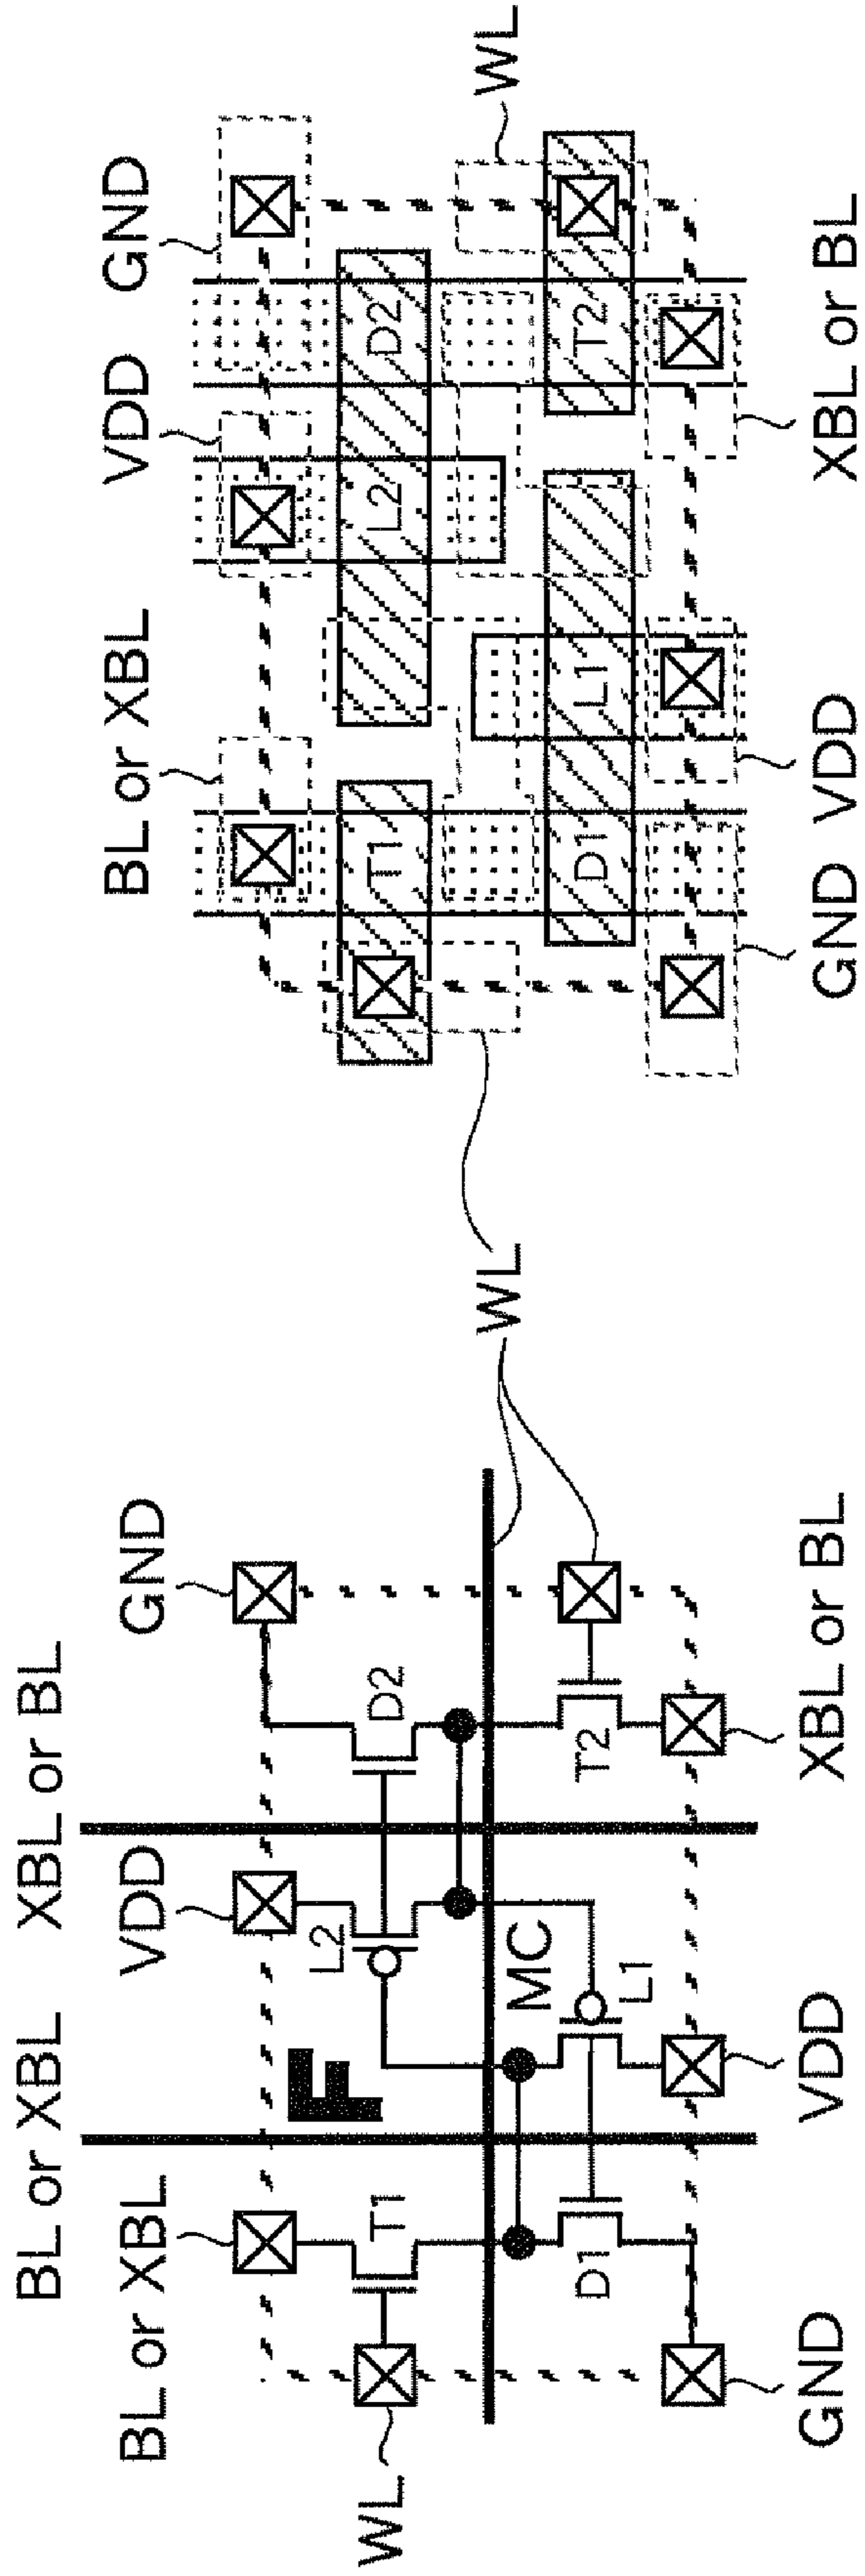 BL or XBL
XBL or BL
BL or XBL
VDD
GND
F
L2
D2
T1
WL
MC
WL
D1
L1
T2
GND
VDD
XBL or BL
BL or XBL
VDD
GND
T1
L2
D2
WL
D1
L1
T2
GND
VDD
XBL or BL